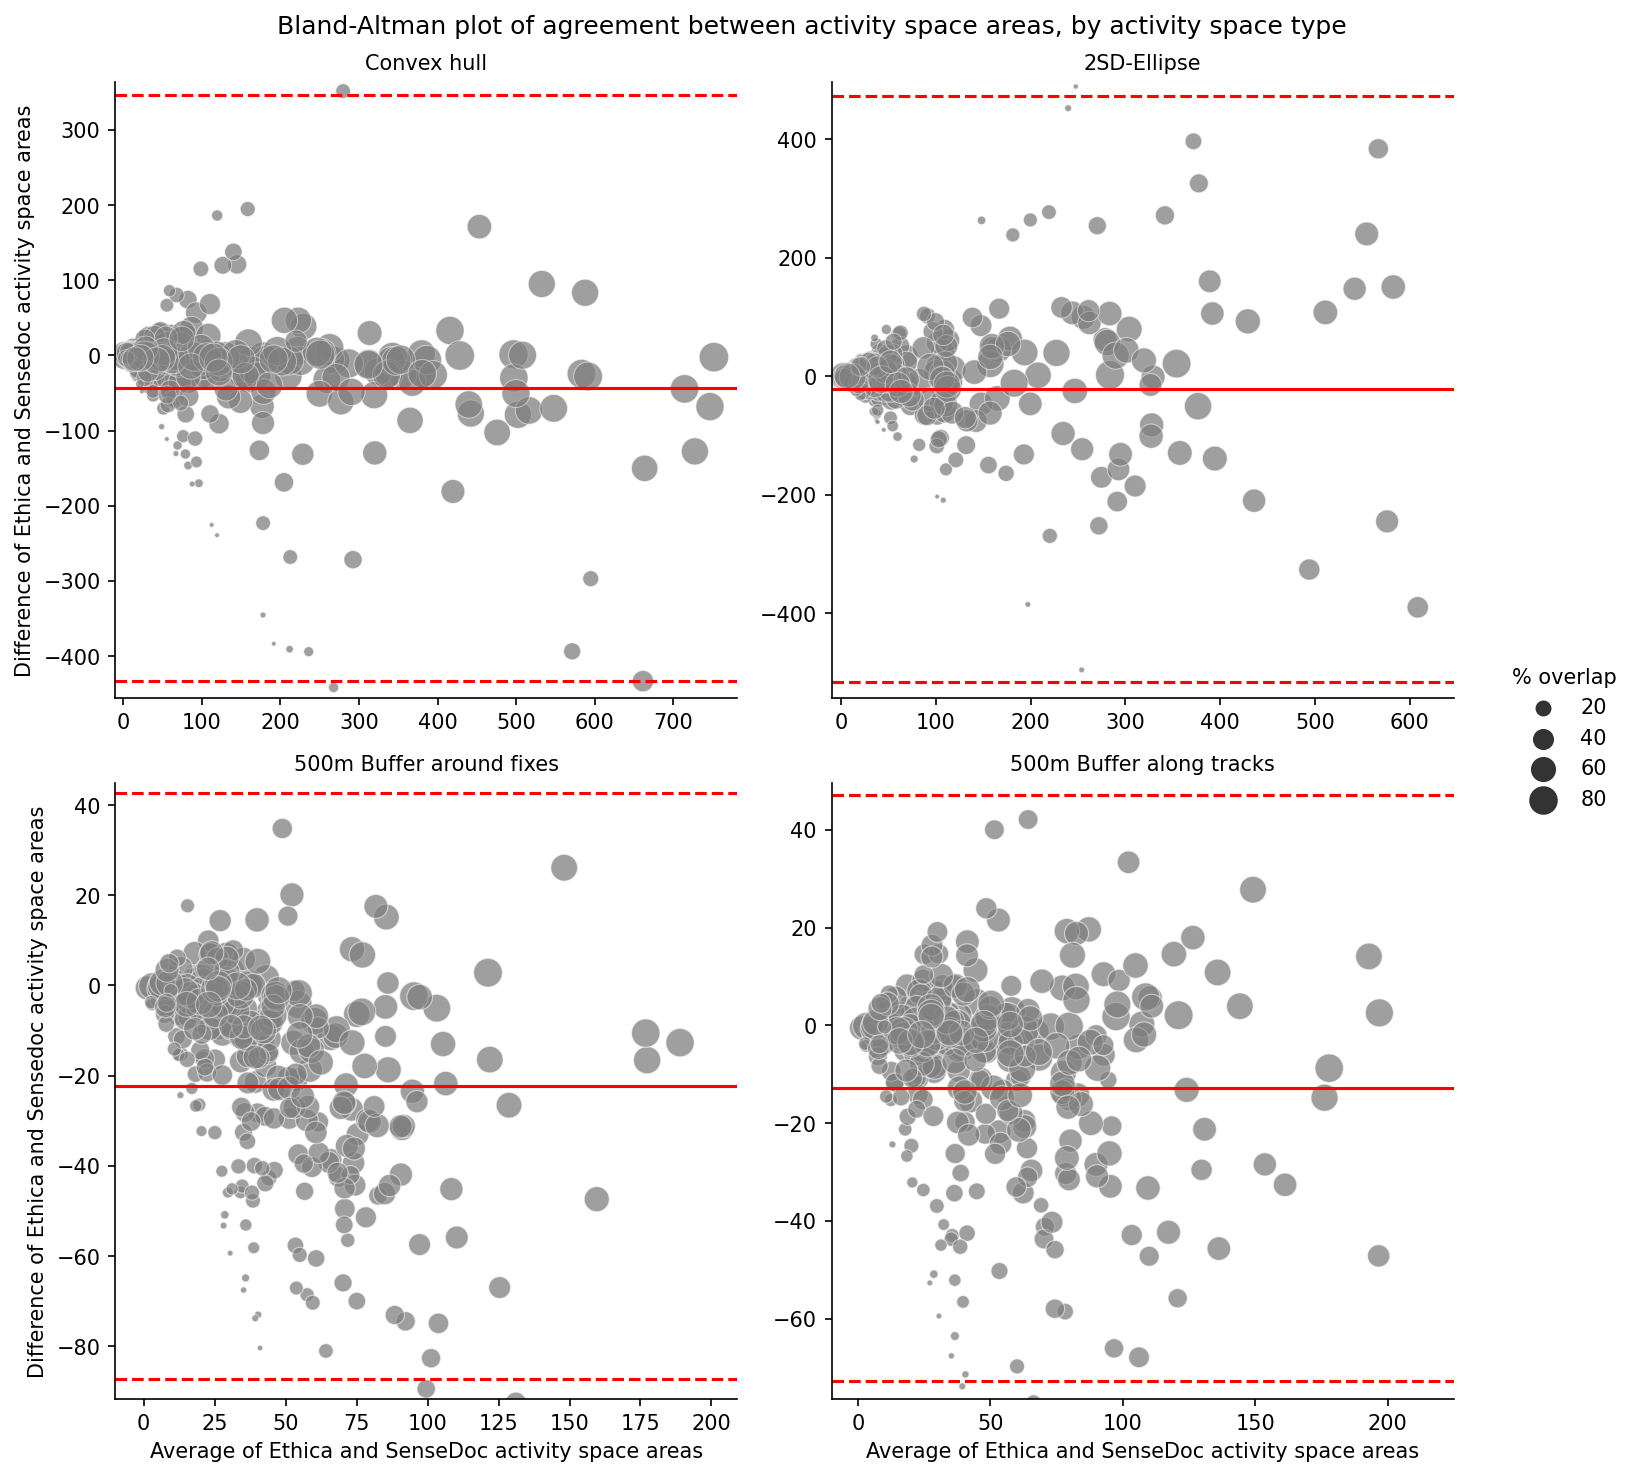 Bland-Altman plot of agreement between activity space areas, by activity space type
Convex hull
2SD-Ellipse
Difference of Ethica and Sensedoc activity space areas
300
200
100
0
−100
−200
−300
−400
0 100 200 300 400 500 600 700
400
200
0
−200
−400
0 100 200 300 400 500 600
% overlap
20
40
60
80
500m Buffer around fixes
500m Buffer along tracks
Difference of Ethica and Sensedoc activity space areas
40
20
0
−20
−40
−60
−80
0 25 50 75 100 125 150 175 200
Average of Ethica and SenseDoc activity space areas
40
20
0
−20
−40
−60
0 50 100 150 200
Average of Ethica and SenseDoc activity space areas